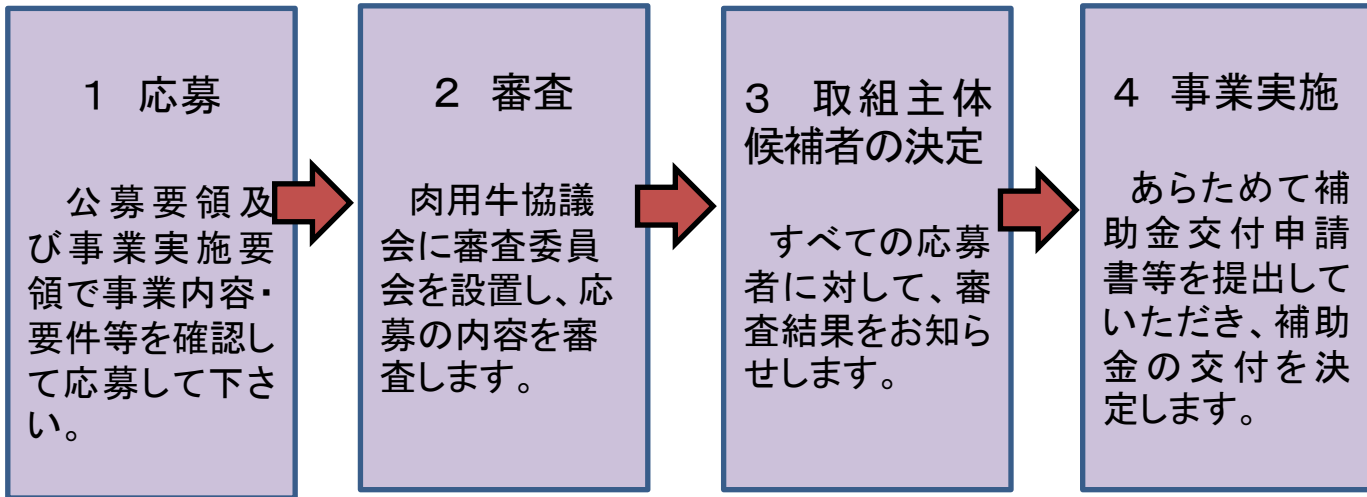 1 応募
公募要領及
び事業実施要
領で事業内容・
要件等を確認し
て応募して下さ
い。
2 審査
肉用牛協議
会に審査委員
会を設置し、応
募の内容を審
査します。
3 取組主体
候補者の決定
すべての応募
者に対して、審
査結果をお知ら
せします。
4 事業実施
あらためて補
助金交付申請
書等を提出して
いただき、補助
金の交付を決
定します。